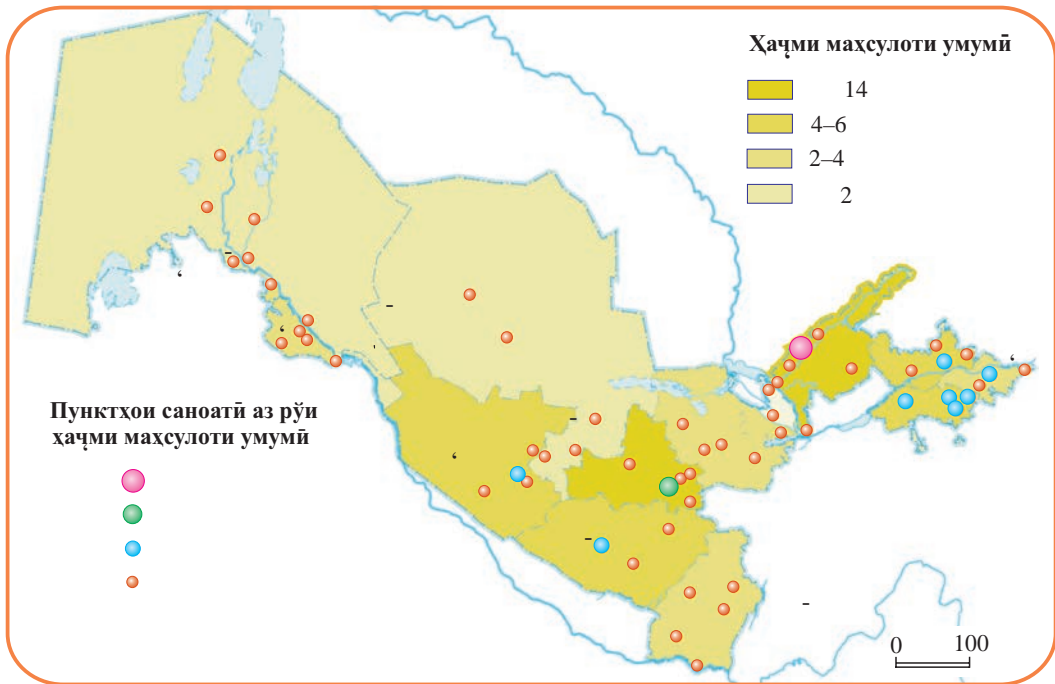 Ҳаҷми маҳсулоти умумӣ
14
4–6
2–4
2
Пунктҳои саноатӣ аз рӯи
ҳаҷми маҳсулоти умумӣ
0 100